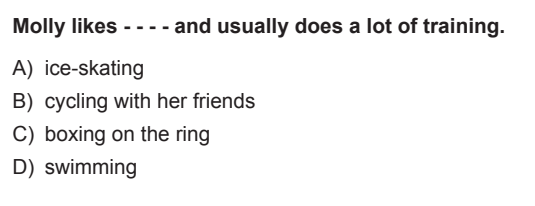 Molly likes - - - - and usually does a lot of training.
A) ice-skating
B) cycling with her friends
C) boxing on the ring
D) swimming